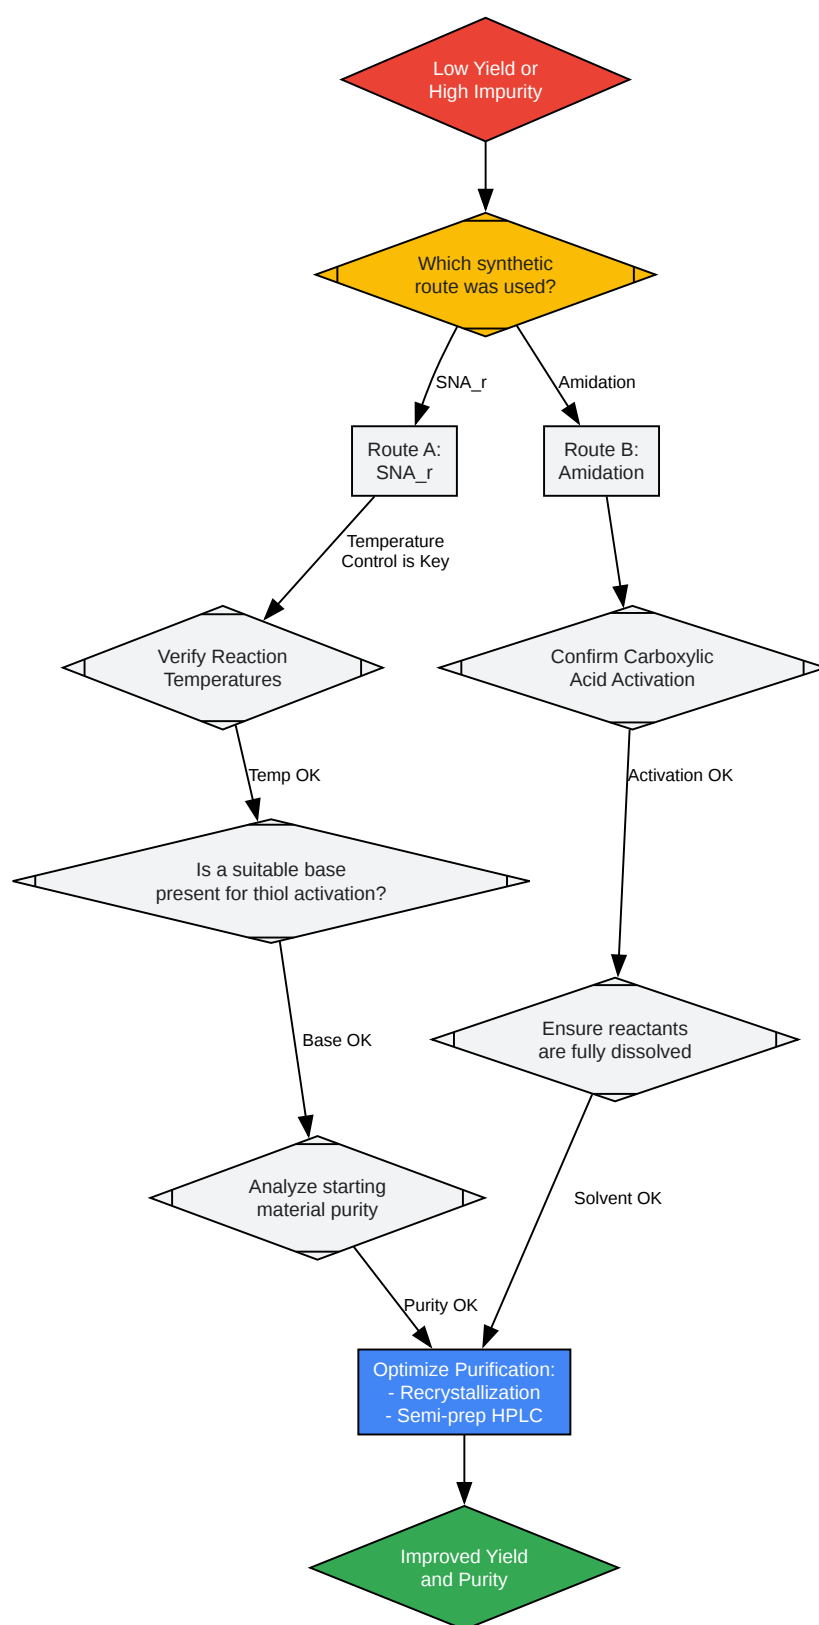 Low Yield or
High Impurity
Which synthetic
route was used?
SNA_r
Amidation
Route A:
SNA_r
Route B:
Amidation
Temperature
Control is Key
Verify Reaction
Temperatures
Confirm Carboxylic
Acid Activation
Temp OK
Activation OK
Is a suitable base
present for thiol activation?
Base OK
Ensure reactants
are fully dissolved
Analyze starting
material purity
Solvent OK
Purity OK
Optimize Purification:
- Recrystallization
- Semi-prep HPLC
Improved Yield
and Purity